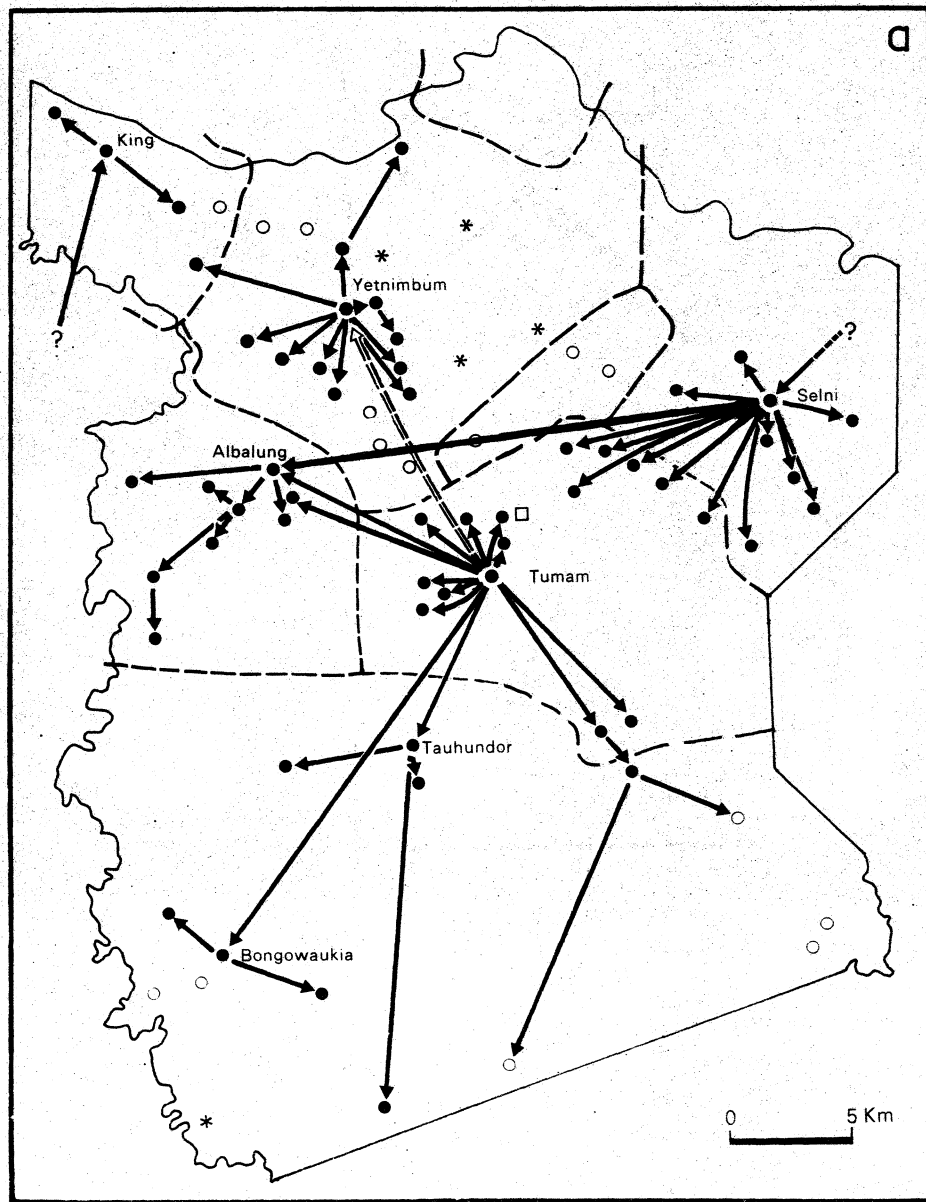 a
King
Yetnimbum
?
?
Selni
Albalung
Tumam
Tauhundor
Bongowaukia
0 5 Km